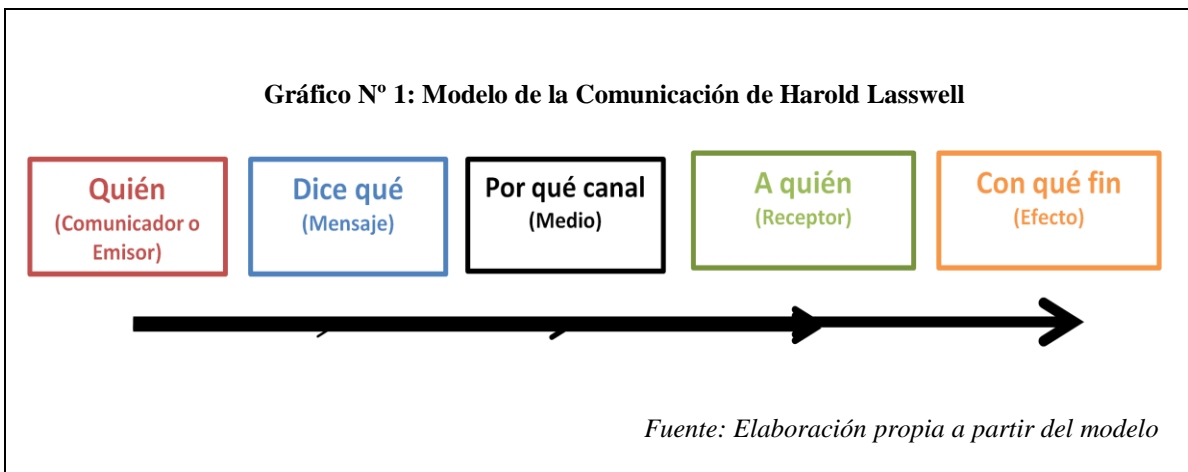 Gráfico Nº 1: Modelo de la Comunicación de Harold Lasswell
Quién
(Comunicador o
Emisor)
Dice qué
(Mensaje)
Por qué canal
(Medio)
A quién
(Receptor)
Con qué fin
(Efecto)
Fuente: Elaboración propia a partir del modelo